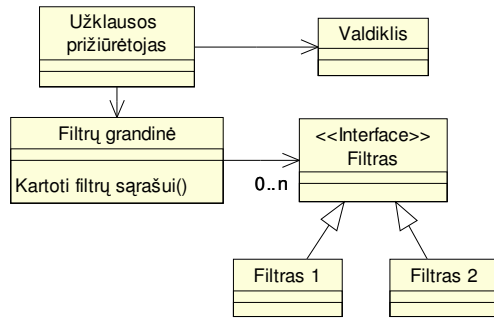 Užklausos
prižiūrėtojas
Valdiklis
Filtrų grandinė
Kartoti filtrų sąrašui()
0..n
<<Interface>>
Filtras
Filtras 1
Filtras 2